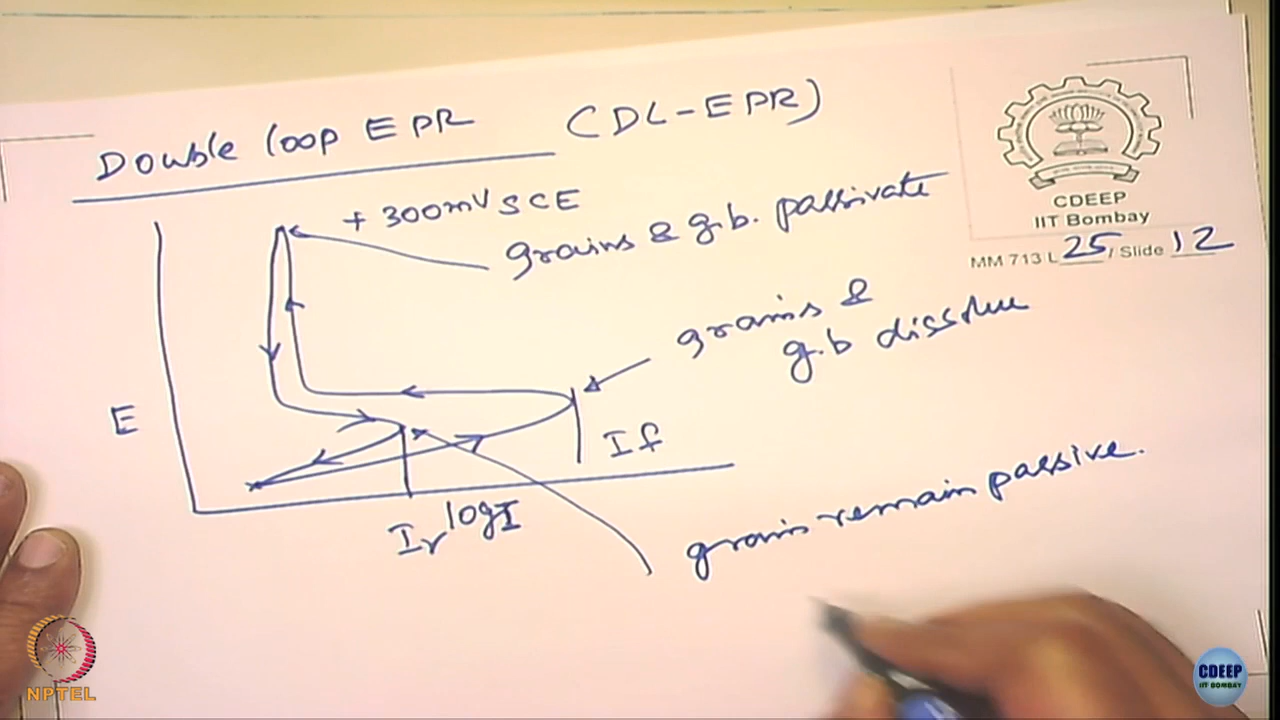 Double loop EPR (DL-EPR)
+ 300mV SCE
grains & g.b. passivate
grains &
g.b dissolve
E
If
Ir
log I
grains remain passive.
CDEEP
IIT Bombay
MM 713 L 25 / Slide 12
NPTEL
CDEEP
IIT BOMBAY